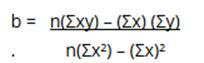 b = n(Σxy) – (Σx) (Σy)
. n(Σx²) – (Σx)²